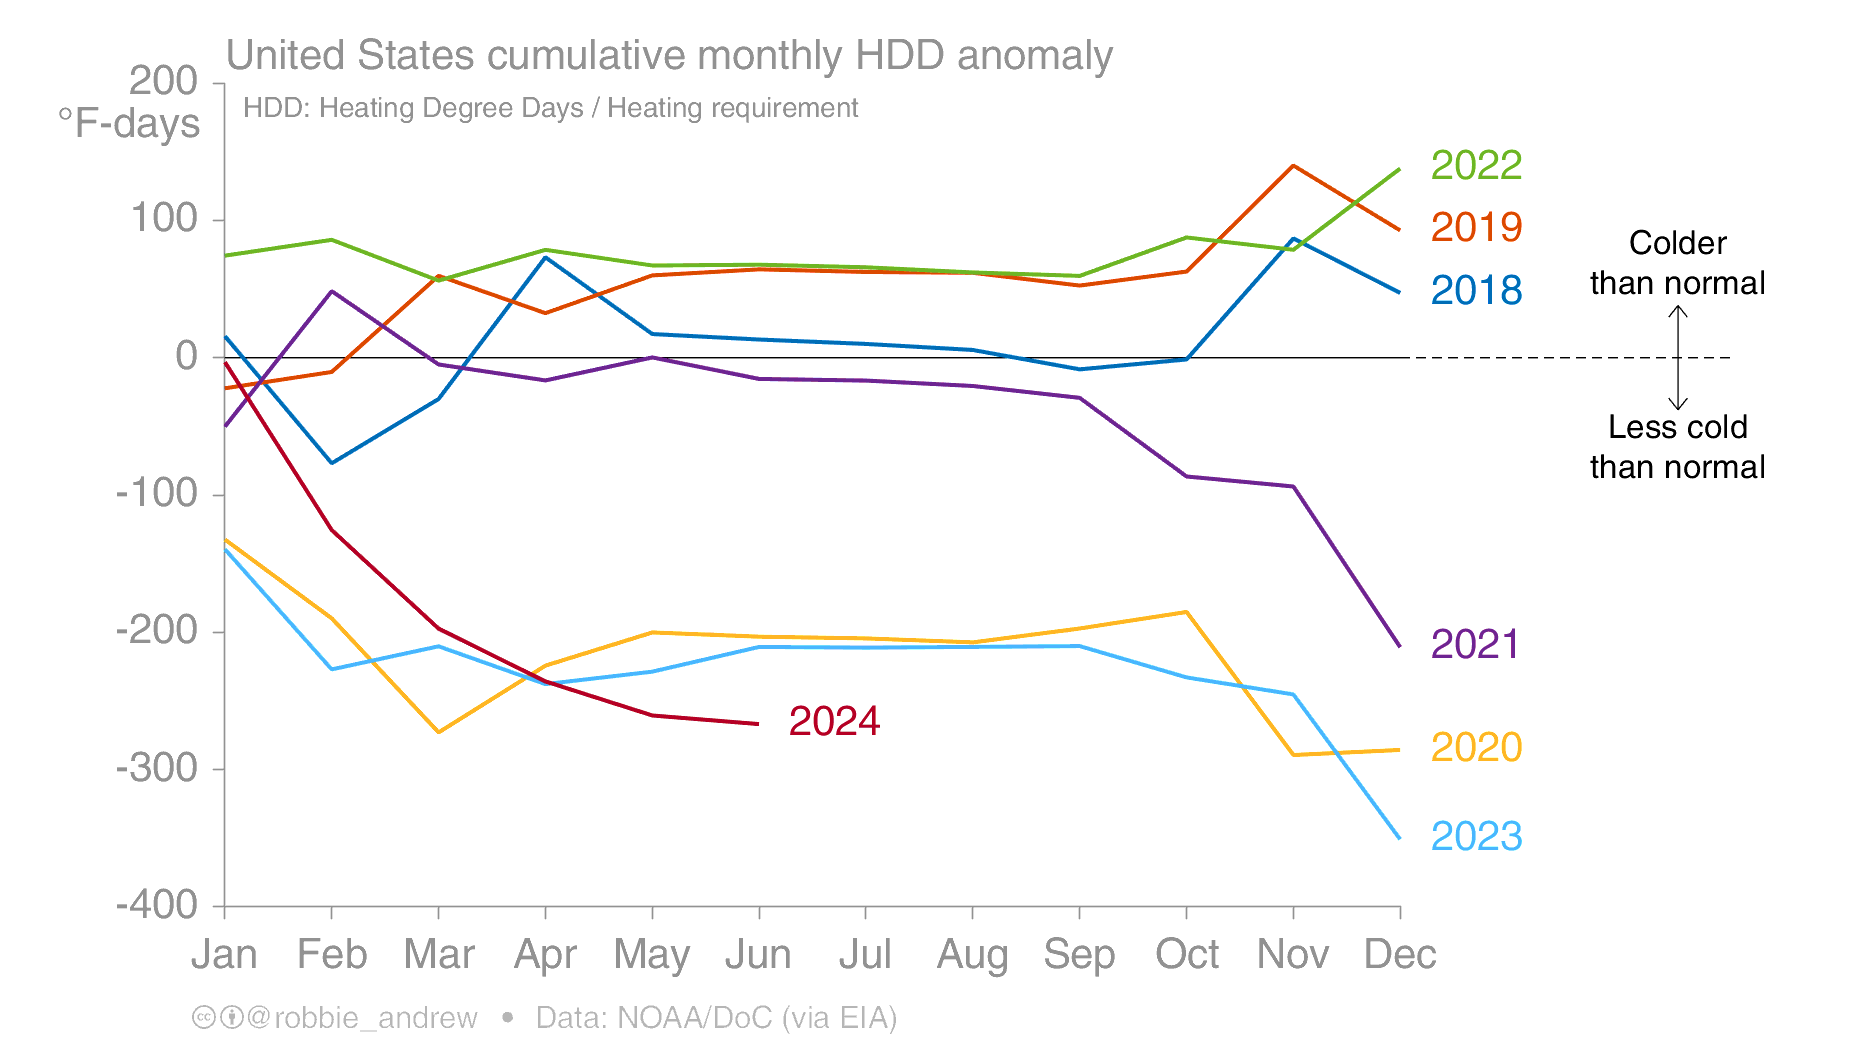 United States cumulative monthly HDD anomaly
HDD: Heating Degree Days / Heating requirement
°F-days
200
100
0
-100
-200
-300
-400
Jan Feb Mar Apr May Jun Jul Aug Sep Oct Nov Dec
2022
2019
2018
2021
2024
2020
2023
Colder
than normal
Less cold
than normal
cc @robbie_andrew • Data: NOAA/DoC (via EIA)